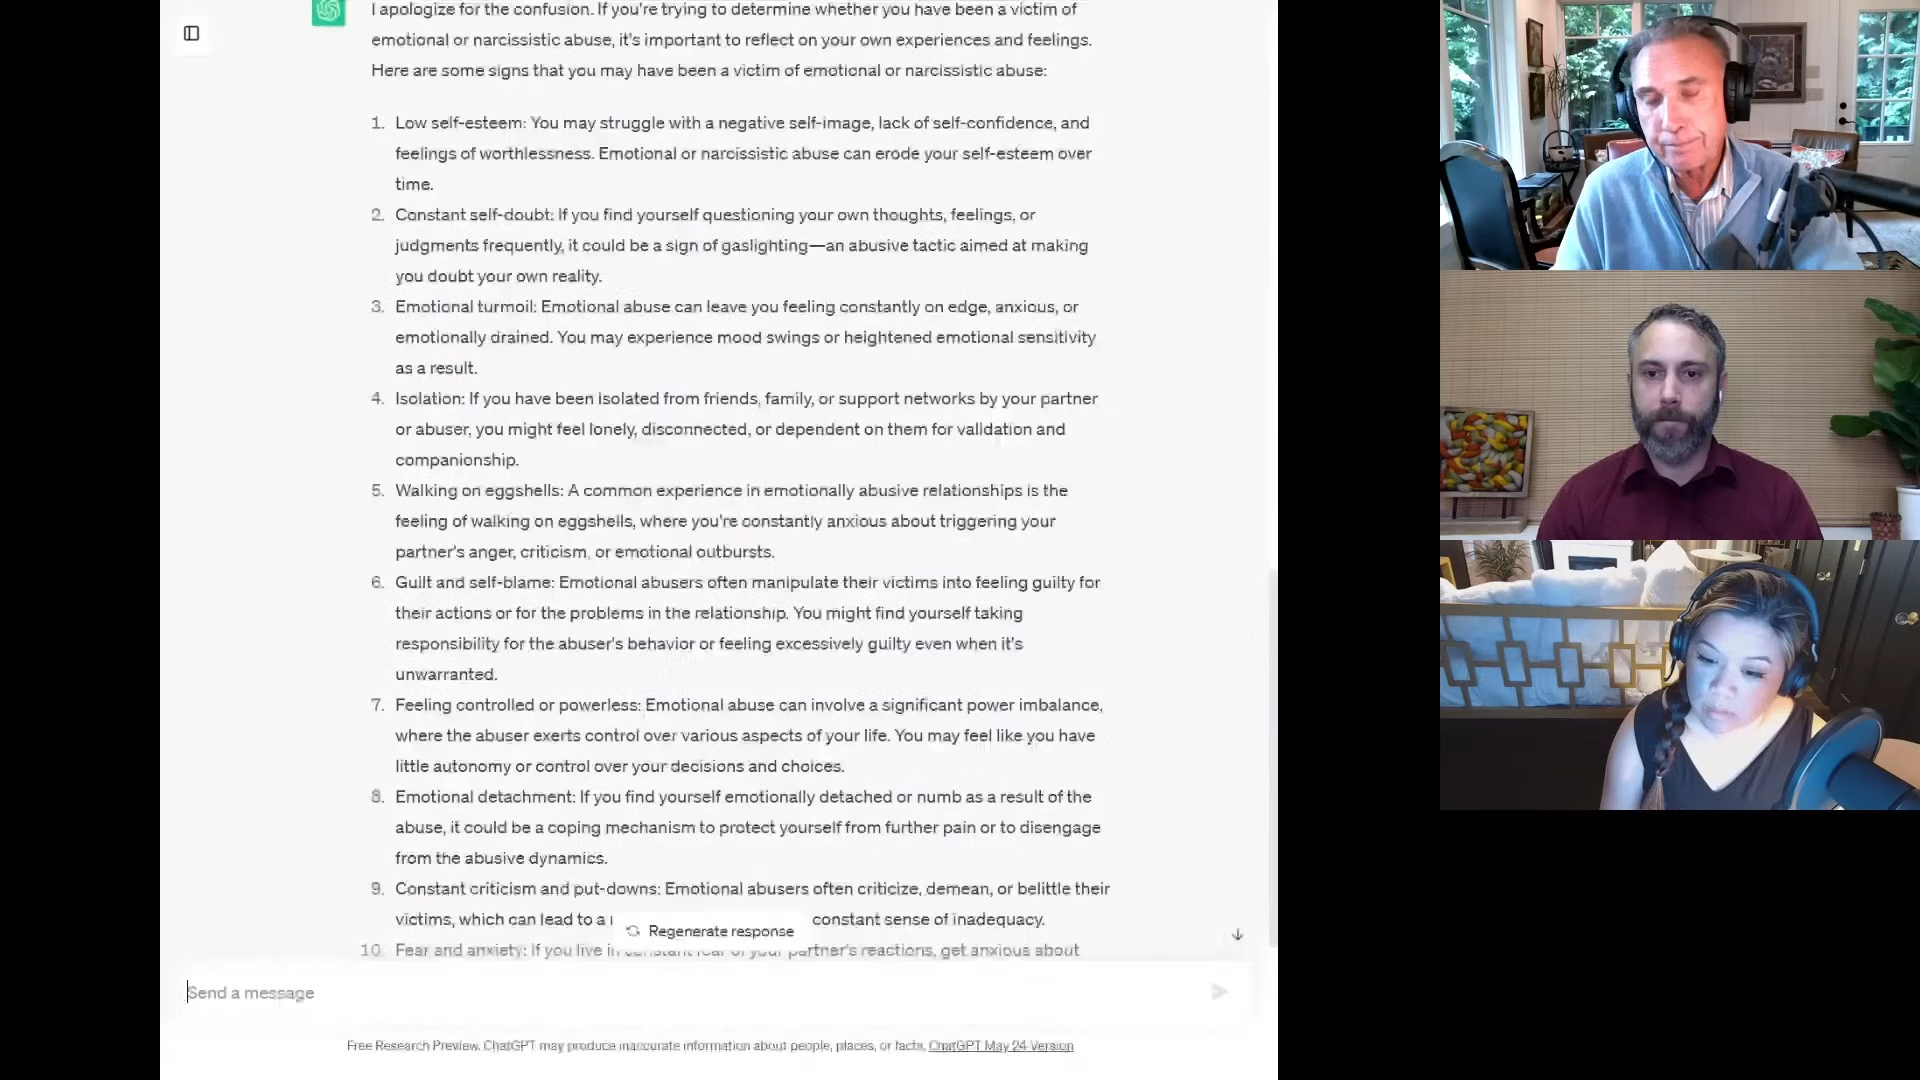 I apologize for the confusion. If you're trying to determine whether you have been a victim of
emotional or narcissistic abuse, it's important to reflect on your own experiences and feelings.
Here are some signs that you may have been a victim of emotional or narcissistic abuse:
1. Low self-esteem: You may struggle with a negative self-image, lack of self-confidence, and
feelings of worthlessness. Emotional or narcissistic abuse can erode your self-esteem over
time.
2. Constant self-doubt: If you find yourself questioning your own thoughts, feelings, or
judgments frequently, it could be a sign of gaslighting—an abusive tactic aimed at making
you doubt your own reality.
3. Emotional turmoil: Emotional abuse can leave you feeling constantly on edge, anxious, or
emotionally drained. You may experience mood swings or heightened emotional sensitivity
as a result.
4. Isolation: If you have been isolated from friends, family, or support networks by your partner
or abuser, you might feel lonely, disconnected, or dependent on them for validation and
companionship.
5. Walking on eggshells: A common experience in emotionally abusive relationships is the
feeling of walking on eggshells, where you're constantly anxious about triggering your
partner's anger, criticism, or emotional outbursts.
6. Guilt and self-blame: Emotional abusers often manipulate their victims into feeling guilty for
their actions or for the problems in the relationship. You might find yourself taking
responsibility for the abuser's behavior or feeling excessively guilty even when it's
unwarranted.
7. Feeling controlled or powerless: Emotional abuse can involve a significant power imbalance,
where the abuser exerts control over various aspects of your life. You may feel like you have
little autonomy or control over your decisions and choices.
8. Emotional detachment: If you find yourself emotionally detached or numb as a result of the
abuse, it could be a coping mechanism to protect yourself from further pain or to disengage
from the abusive dynamics.
9. Constant criticism and put-downs: Emotional abusers often criticize, demean, or belittle their
victims, which can lead to a constant sense of inadequacy.
Regenerate response
10. Fear and anxiety: If you live in constant fear of your partner's reactions, get anxious about
Send a message
Free Research Preview. ChatGPT may produce inaccurate information about people, places, or facts. ChatGPT May 24 Version